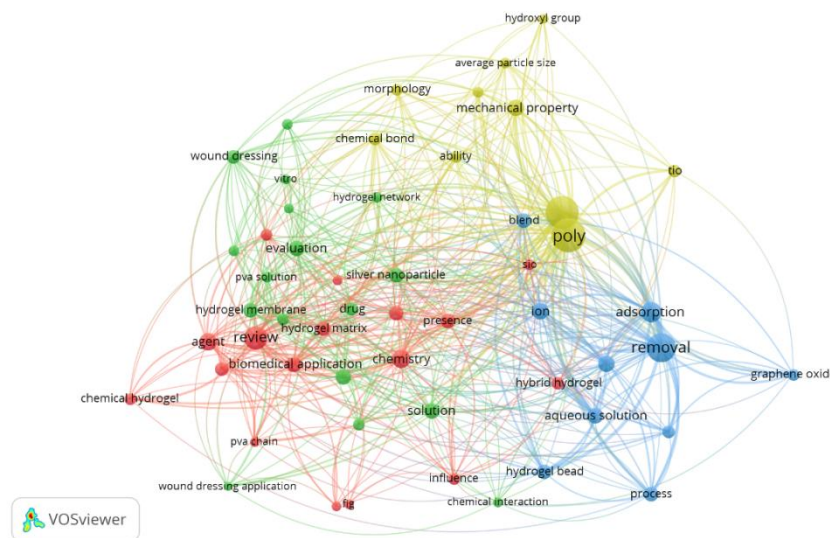 hydroxyl group
average particle size
morphology
mechanical property
chemical bond
wound dressing
ability
tio
vitro
hydrogel network
blend
poly
evaluation
sio
pva solution
silver nanoparticle
hydrogel membrane
drug
ion
adsorption
presence
hydrogel matrix
review
agent
removal
chemistry
biomedical application
graphene oxid
hybrid hydrogel
chemical hydrogel
solution
aqueous solution
pva chain
hydrogel bead
influence
wound dressing application
process
chemical interaction
fig
VOSviewer